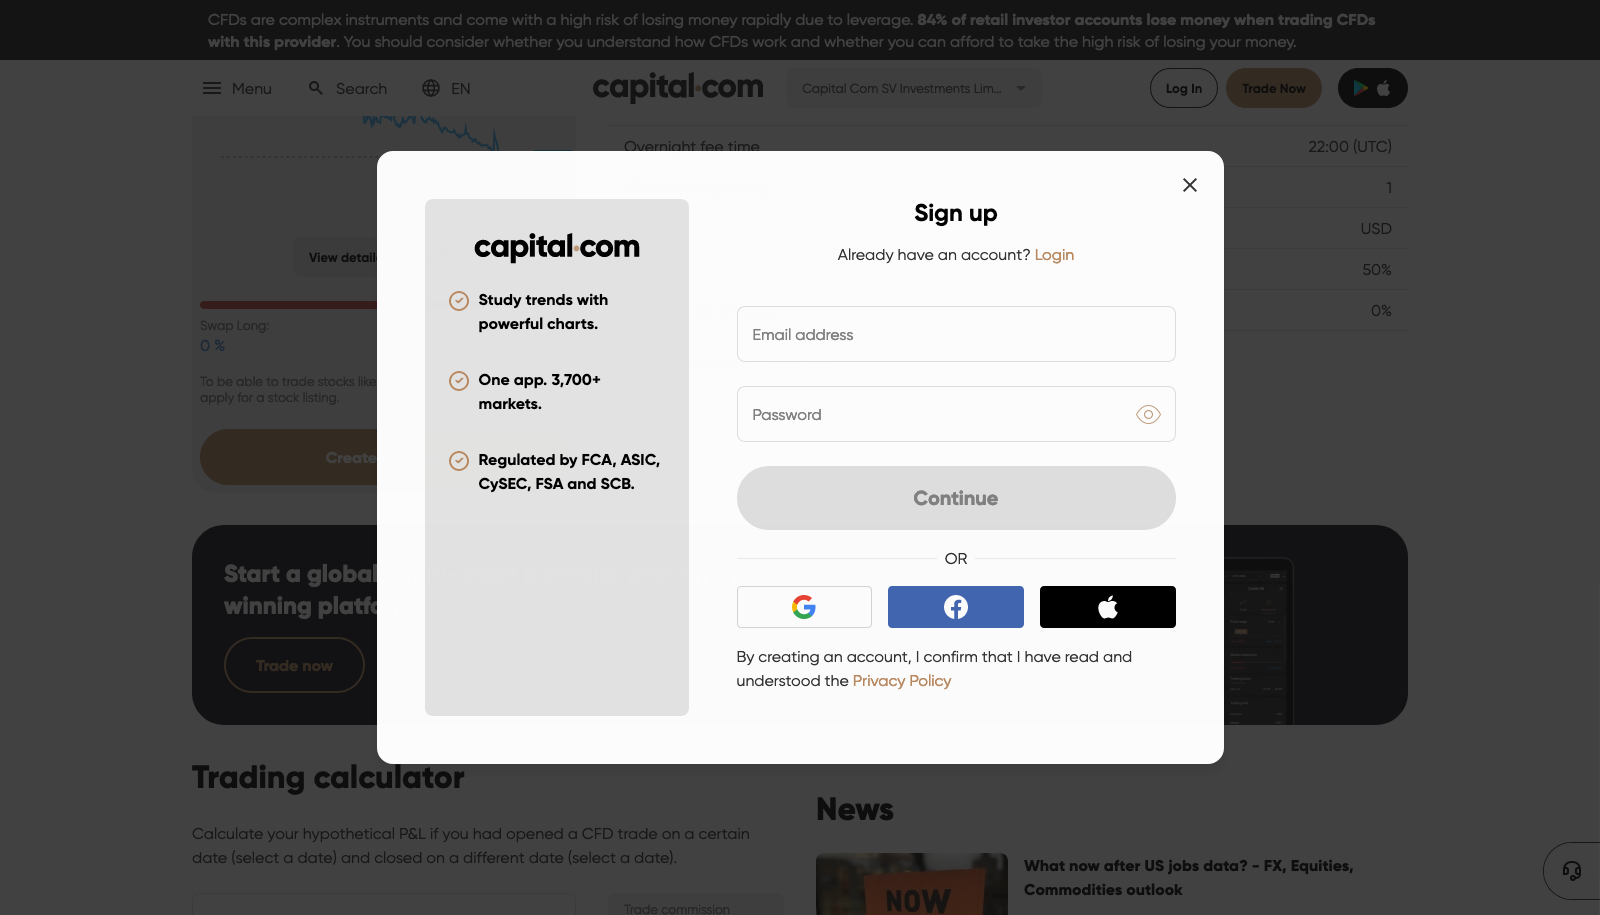 CFDs are complex instruments and come with a high risk of losing money rapidly due to leverage. 84% of retail investor accounts lose money when trading CFDs
with this provider. You should consider whether you understand how CFDs work and whether you can afford to take the high risk of losing your money.
Menu
Search
EN
capital.com
Capital Com SV Investments Lim...
Log In
Trade Now
Overnight fee time
22:00 (UTC)
1
USD
50%
0%
View detaile
Swap Long:
0 %
To be able to trade stocks like
apply for a stock listing.
Create
capital.com
Study trends with
powerful charts.
One app. 3,700+
markets.
Regulated by FCA, ASIC,
CySEC, FSA and SCB.
Sign up
Already have an account? Login
Email address
Password
Continue
OR
By creating an account, I confirm that I have read and
understood the Privacy Policy
Start a global
winning platfo
Trade now
Trading calculator
Calculate your hypothetical P&L if you had opened a CFD trade on a certain
date (select a date) and closed on a different date (select a date).
Trade commission
News
NOW
What now after US jobs data? - FX, Equities,
Commodities outlook